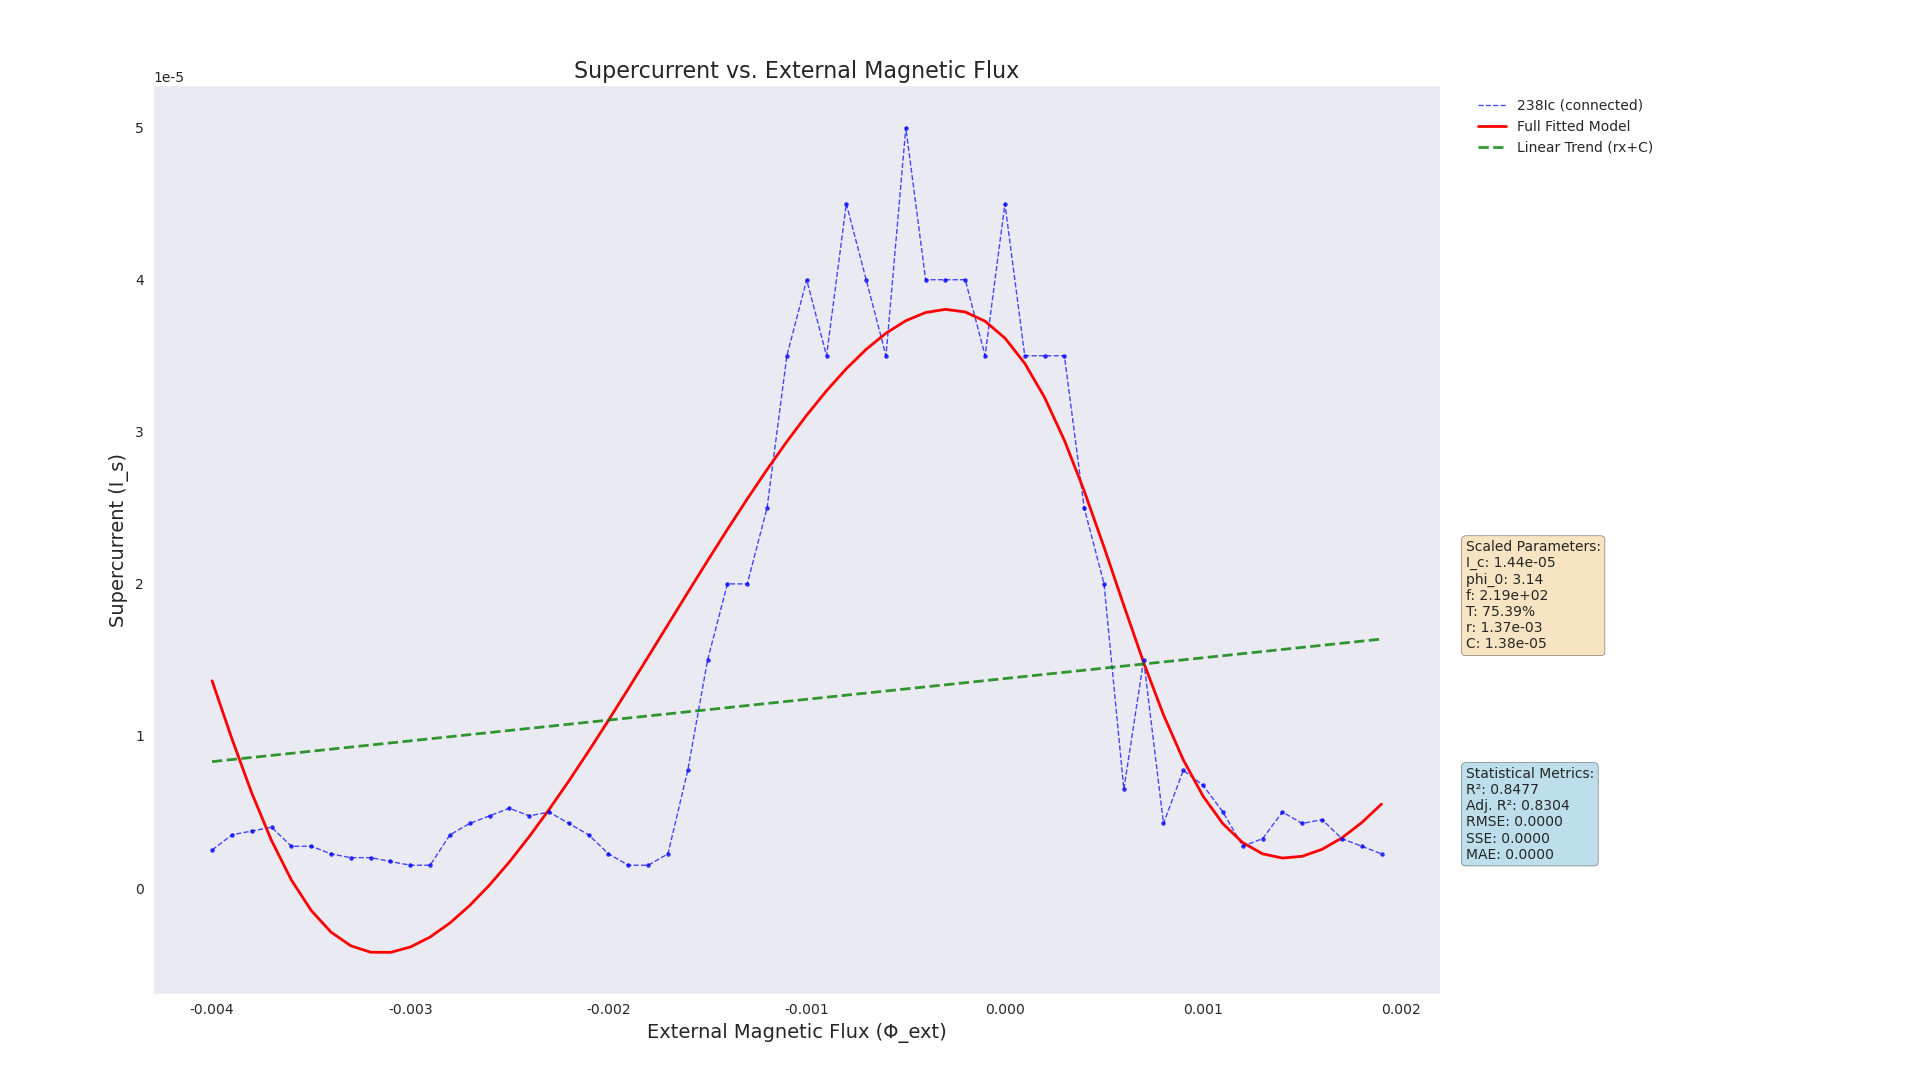 Supercurrent vs. External Magnetic Flux
1e-5
5
4
3
2
1
0
Supercurrent (I_s)
-0.004
-0.003
-0.002
-0.001
0.000
0.001
0.002
External Magnetic Flux (Φ_ext)
238Ic (connected)
Full Fitted Model
Linear Trend (rx+C)
Scaled Parameters:
I_c: 1.44e-05
phi_0: 3.14
f: 2.19e+02
T: 75.39%
r: 1.37e-03
C: 1.38e-05
Statistical Metrics:
R²: 0.8477
Adj. R²: 0.8304
RMSE: 0.0000
SSE: 0.0000
MAE: 0.0000